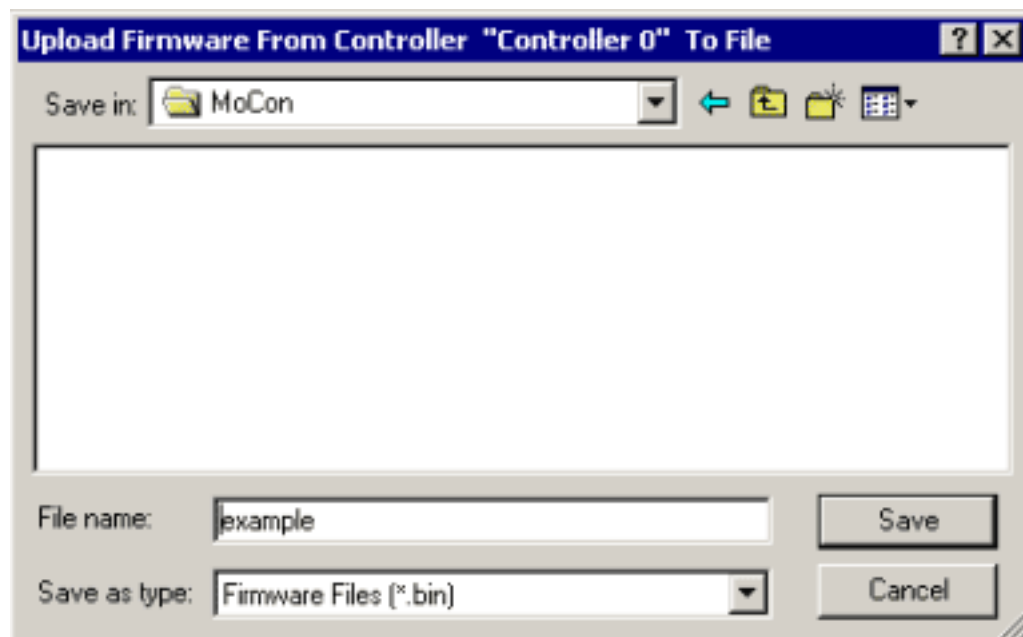 Upload Firmware From Controller "Controller 0" To File
Save in: MoCon
File name: example
Save
Save as type: Firmware Files (*.bin)
Cancel